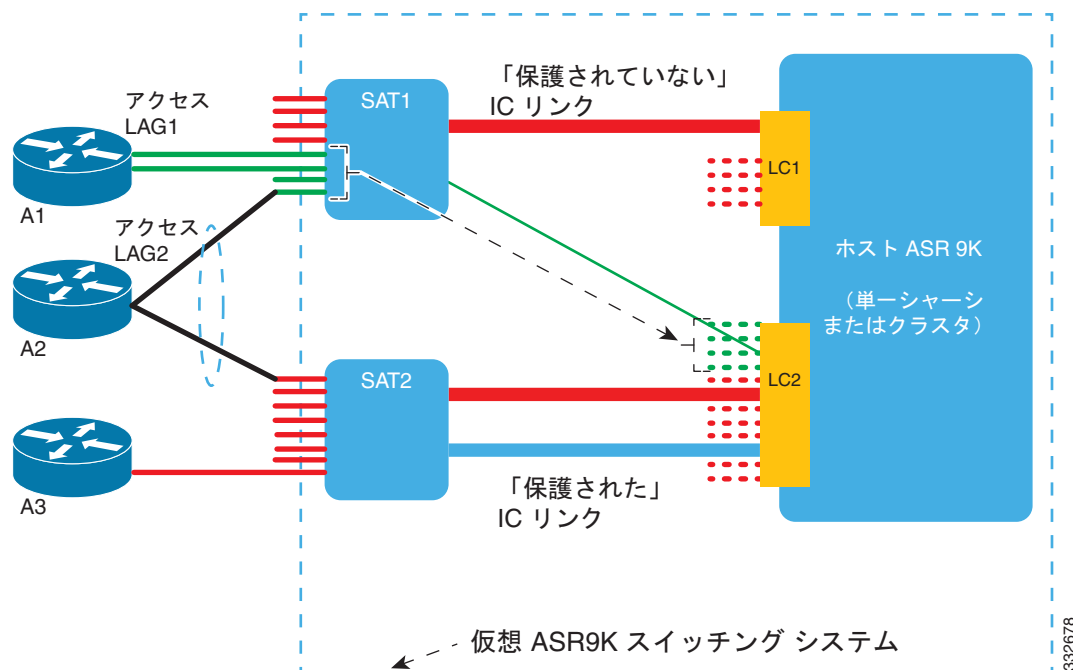 「保護されていない」
IC リンク
アクセス
LAG1
SAT1
LC1
A1
アクセス
LAG2
ホスト ASR 9K
（単一シャーシ
またはクラスタ）
A2
SAT2
LC2
A3
「保護された」
IC リンク
仮想 ASR9K スイッチング システム
332678